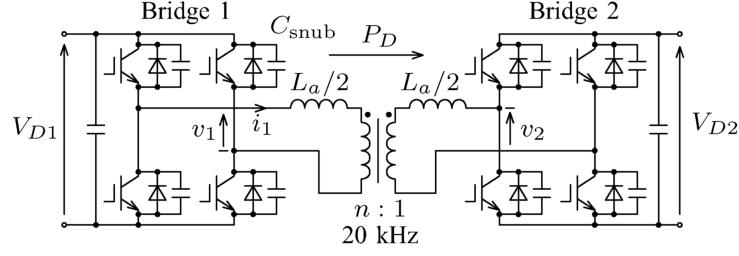 Bridge 1
Bridge 2
C_snub
P_D
L_a/2
L_a/2
V_D1
v_1
i_1
v_2
V_D2
n : 1
20 kHz